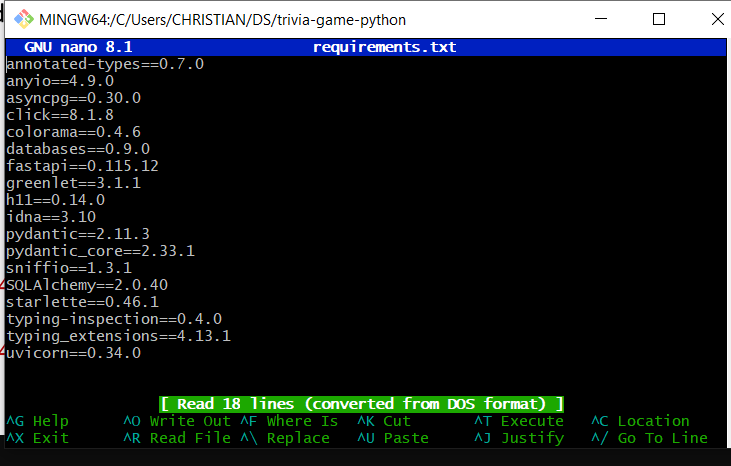 MINGW64:/C/Users/CHRISTIAN/DS/trivia-game-python
GNU nano 8.1 requirements.txt
annotated-types==0.7.0
anyio==4.9.0
asyncpg==0.30.0
click==8.1.8
colorama==0.4.6
databases==0.9.0
fastapi==0.115.12
greenlet==3.1.1
h11==0.14.0
idna==3.10
pydantic==2.11.3
pydantic_core==2.33.1
sniffio==1.3.1
SQLAlchemy==2.0.40
starlette==0.46.1
typing-inspection==0.4.0
typing_extensions==4.13.1
uvicorn==0.34.0
[ Read 18 lines (converted from DOS format) ]
^G Help ^O Write Out ^F Where Is ^K Cut ^T Execute ^C Location
^X Exit ^R Read File ^\ Replace ^U Paste ^J Justify ^/ Go To Line